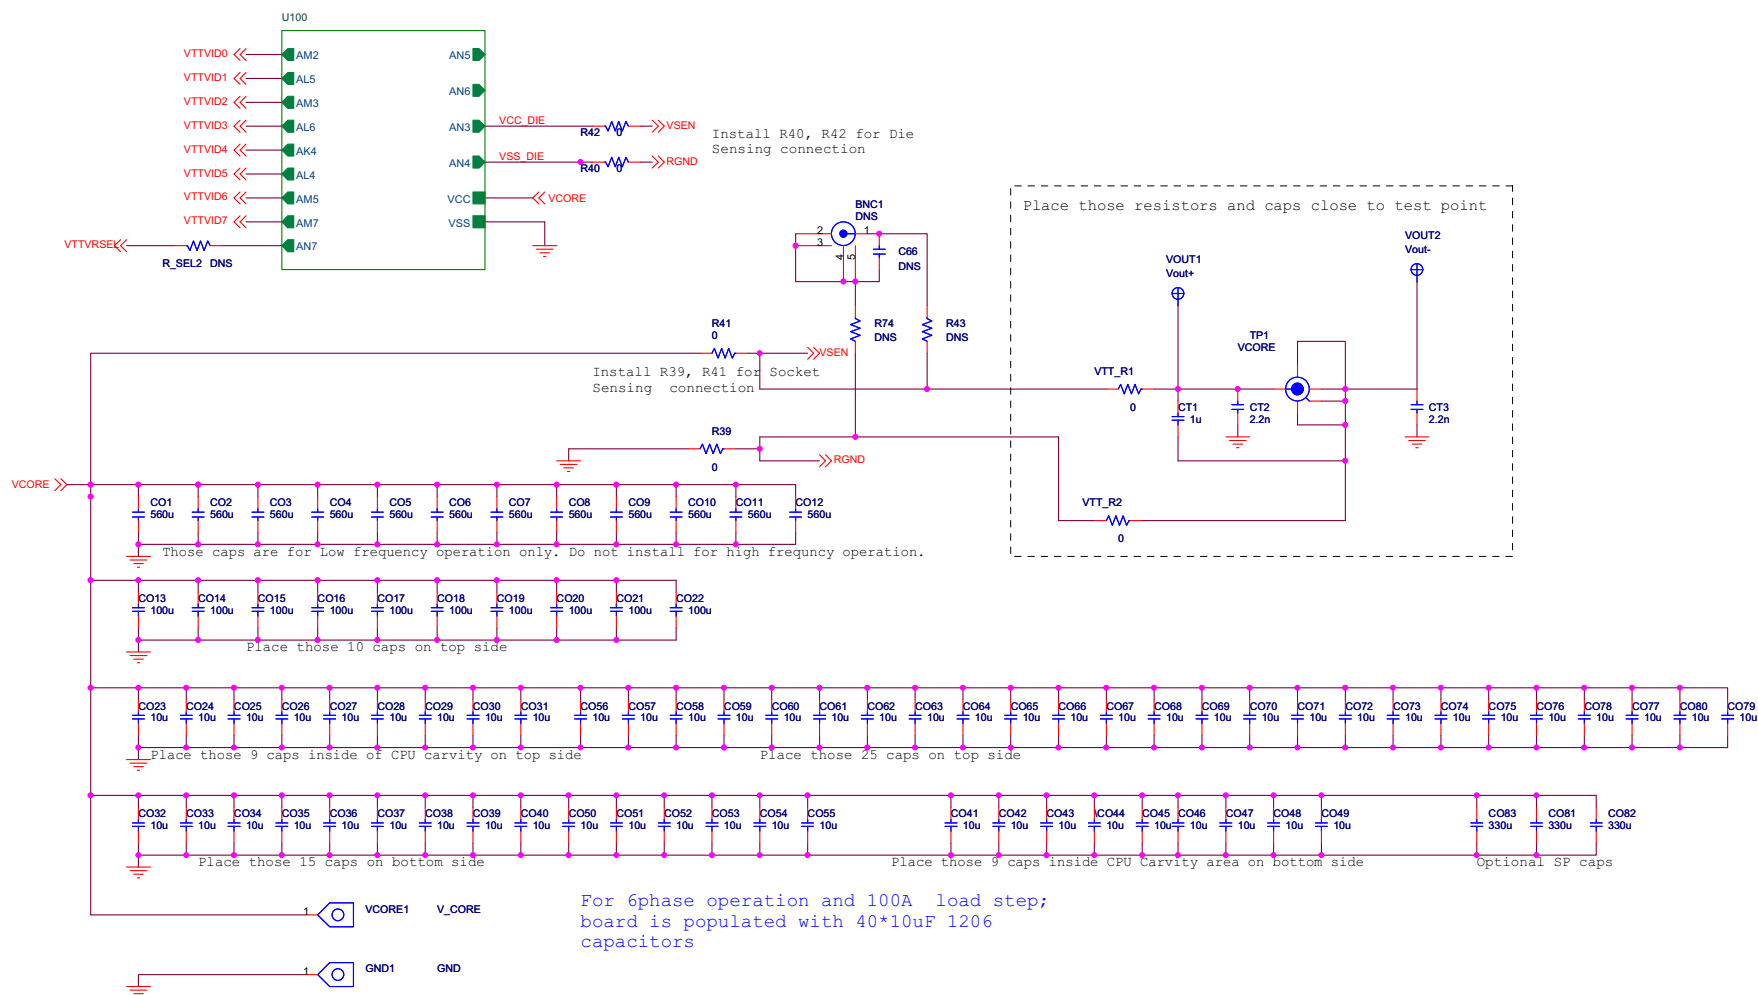 U100
VTTVID0 AM2 AN5
VTTVID1 AL5
VTTVID2 AM3 AN6
VTTVID3 AL6 AN3 VCC_DIE R42 0 VSEN
Install R40, R42 for Die
Sensing connection
VTTVID4 AK4
VTTVID5 AL4 AN4 VSS_DIE R40 0 RGND
VTTVID6 AM5 VCC VCORE
VTTVID7 AM7 VSS
VTTVRSEL AN7
R_SEL2 DNS
BNC1
DNS
2 1
3
4 5
C66
DNS
Place those resistors and caps close to test point
VOUT2
Vout-
VOUT1
Vout+
R41
0
R74
DNS
R43
DNS
TP1
VCORE
VSEN
Install R39, R41 for Socket
Sensing connection
VTT_R1
0
CT1
1u
CT2
2.2n
CT3
2.2n
R39
0
RGND
VTT_R2
0
VCORE
CO1 CO2 CO3 CO4 CO5 CO6 CO7 CO8 CO9 CO10 CO11 CO12
560u 560u 560u 560u 560u 560u 560u 560u 560u 560u 560u 560u
Those caps are for Low frequency operation only. Do not install for high frequncy operation.
CO13 CO14 CO15 CO16 CO17 CO18 CO19 CO20 CO21 CO22
100u 100u 100u 100u 100u 100u 100u 100u 100u 100u
Place those 10 caps on top side
CO23 CO24 CO25 CO26 CO27 CO28 CO29 CO30 CO31 CO56 CO57 CO58 CO59 CO60 CO61 CO62 CO63 CO64 CO65 CO66 CO67 CO68 CO69 CO70 CO71 CO72 CO73 CO74 CO75 CO76 CO78 CO77 CO80 CO79
10u 10u 10u 10u 10u 10u 10u 10u 10u 10u 10u 10u 10u 10u 10u 10u 10u 10u 10u 10u 10u 10u 10u 10u 10u 10u 10u 10u 10u 10u 10u 10u 10u 10u
Place those 9 caps inside of CPU carvity on top side
Place those 25 caps on top side
CO32 CO33 CO34 CO35 CO36 CO37 CO38 CO39 CO40 CO50 CO51 CO52 CO53 CO54 CO55 CO41 CO42 CO43 CO44 CO45 CO46 CO47 CO48 CO49 CO83 CO81 CO82
10u 10u 10u 10u 10u 10u 10u 10u 10u 10u 10u 10u 10u 10u 10u 10u 10u 10u 10u 10u 10u 10u 10u 10u 330u 330u 330u
Place those 15 caps on bottom side
Place those 9 caps inside CPU Carvity area on bottom side
Optional SP caps
For 6phase operation and 100A load step;
board is populated with 40*10uF 1206
capacitors
1 VCORE1 V_CORE
1 GND1 GND